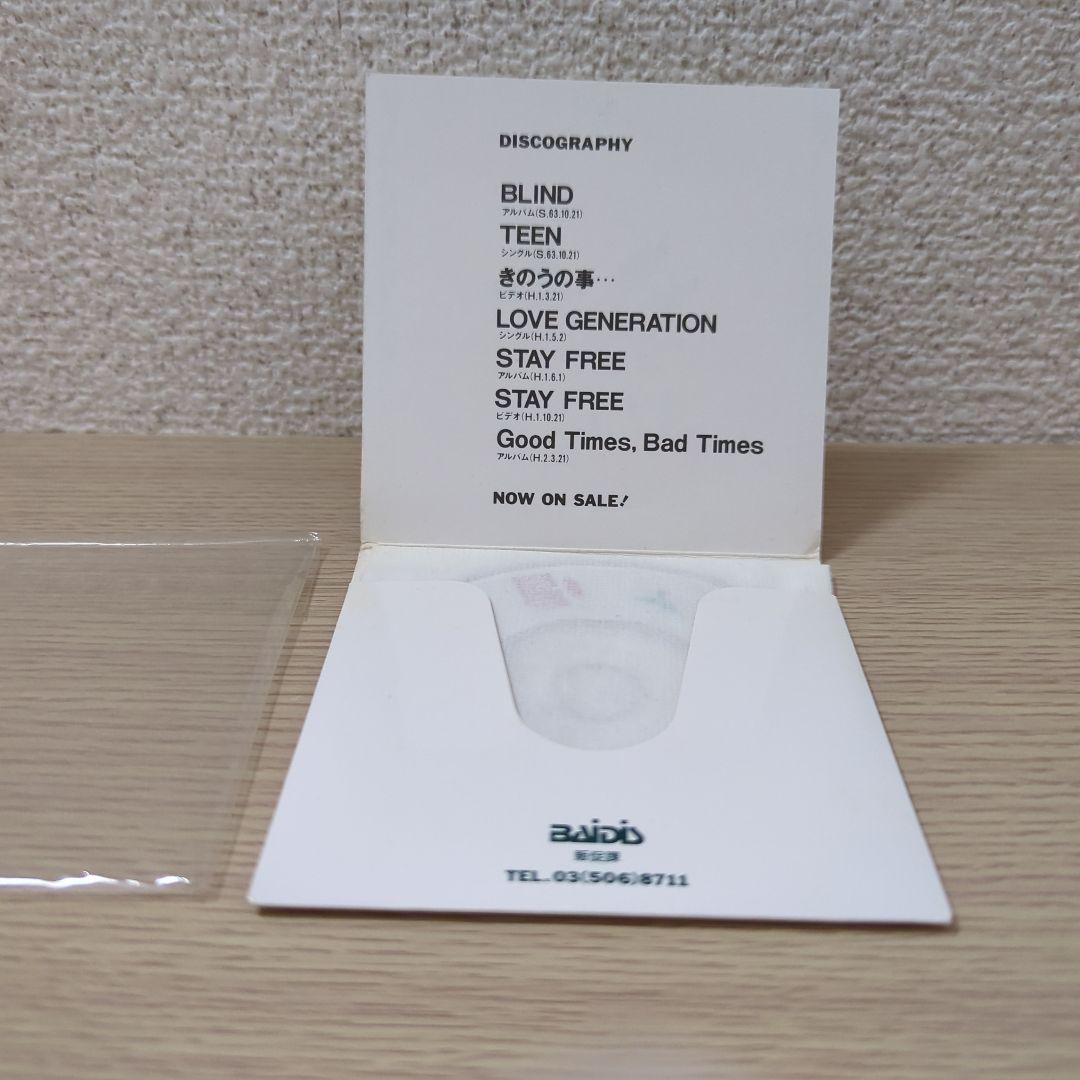 DISCOGRAPHY
BLIND
アルバム(S.63.10.21)
TEEN
シングル(S.63.10.21)
きのうの事…
ビデオ(H.1.3.21)
LOVE GENERATION
シングル(H.1.5.2)
STAY FREE
アルバム(H.1.6.1)
STAY FREE
ビデオ(H.1.10.21)
Good Times, Bad Times
アルバム(H.2.3.21)
NOW ON SALE!
BAiDiS
販促課
TEL.03(506)8711